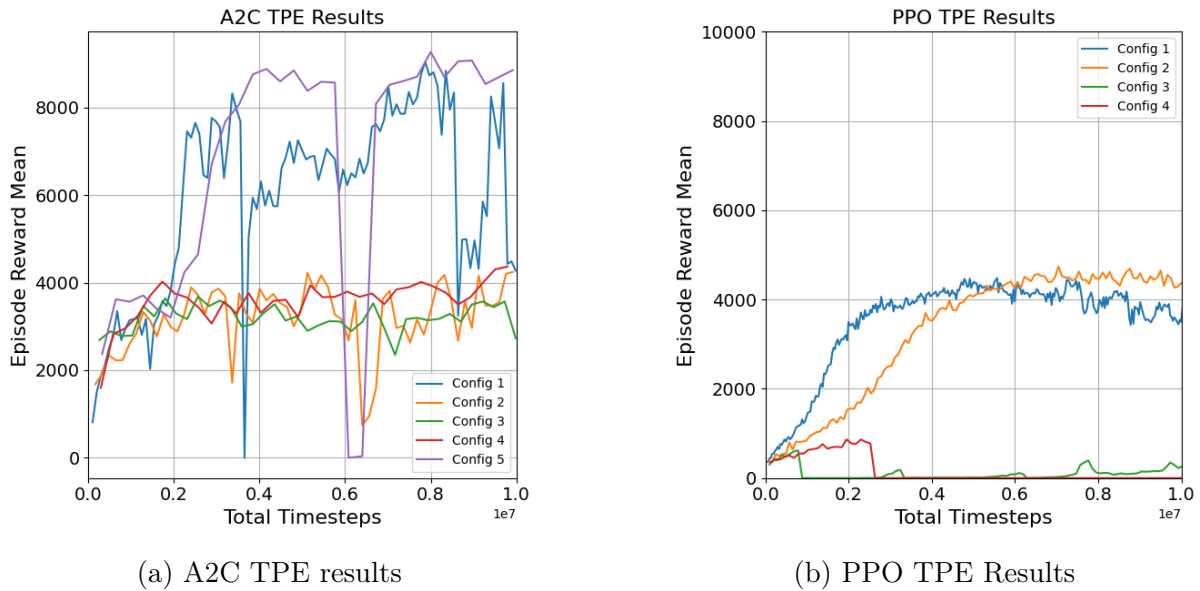 A2C TPE Results
Episode Reward Mean
8000
6000
4000
2000
0
Config 1
Config 2
Config 3
Config 4
Config 5
0.0 0.2 0.4 0.6 0.8 1.0
1e7
Total Timesteps
(a) A2C TPE results
PPO TPE Results
Episode Reward Mean
10000
8000
6000
4000
2000
0
Config 1
Config 2
Config 3
Config 4
0.0 0.2 0.4 0.6 0.8 1.0
1e7
Total Timesteps
(b) PPO TPE Results